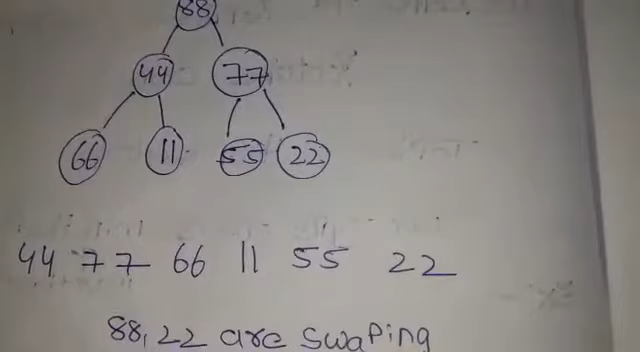 88
44 77
66 11 55 22
44 77 66 11 55 22
88, 22 are swaping